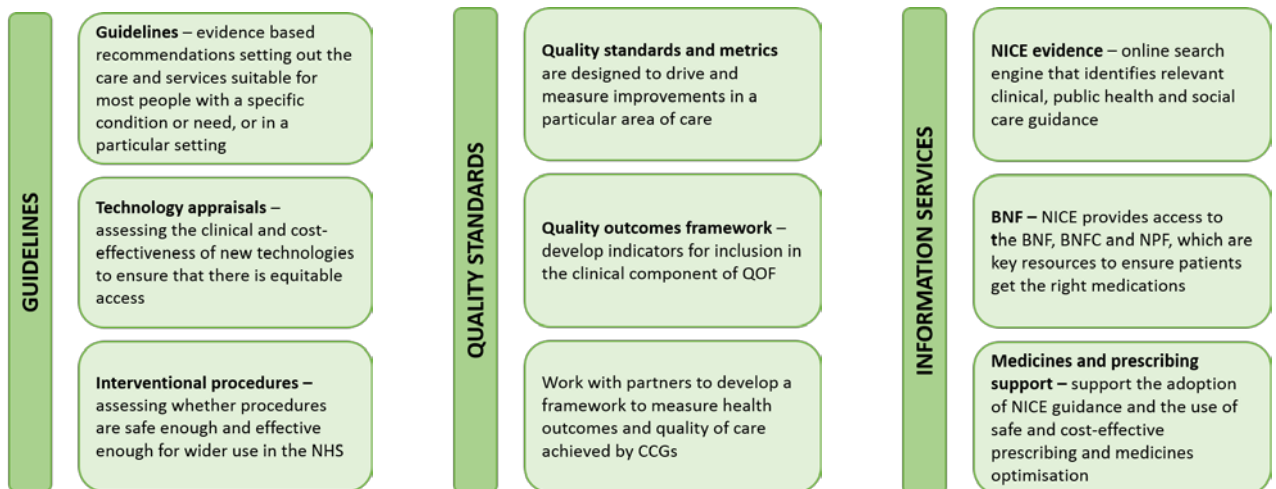 GUIDELINES
Guidelines – evidence based
recommendations setting out the
care and services suitable for
most people with a specific
condition or need, or in a
particular setting
Technology appraisals –
assessing the clinical and cost-
effectiveness of new technologies
to ensure that there is equitable
access
Interventional procedures –
assessing whether procedures
are safe enough and effective
enough for wider use in the NHS
QUALITY STANDARDS
Quality standards and metrics
are designed to drive and
measure improvements in a
particular area of care
Quality outcomes framework –
develop indicators for inclusion in
the clinical component of QOF
Work with partners to develop a
framework to measure health
outcomes and quality of care
achieved by CCGs
INFORMATION SERVICES
NICE evidence – online search
engine that identifies relevant
clinical, public health and social
care guidance
BNF – NICE provides access to
the BNF, BNFC and NPF, which are
key resources to ensure patients
get the right medications
Medicines and prescribing
support – support the adoption
of NICE guidance and the use of
safe and cost-effective
prescribing and medicines
optimisation